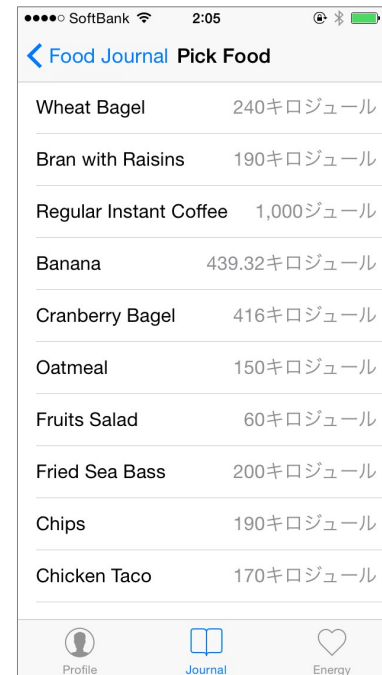 SoftBank 2:05
Food Journal Pick Food
Wheat Bagel 240キロジュール
Bran with Raisins 190キロジュール
Regular Instant Coffee 1,000ジュール
Banana 439.32キロジュール
Cranberry Bagel 416キロジュール
Oatmeal 150キロジュール
Fruits Salad 60キロジュール
Fried Sea Bass 200キロジュール
Chips 190キロジュール
Chicken Taco 170キロジュール
Profile Journal Energy